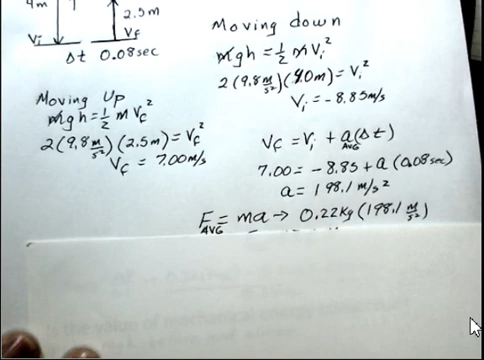 4m
2.5m
Vi
Vf
Δt 0.08sec
Moving down
mgh = 1/2 m Vi²
2(9.8 m/s²)(4.0m) = Vi²
Vi = -8.85 m/s
Moving Up
mgh = 1/2 m Vf²
2(9.8 m/s²)(2.5m) = Vf²
Vf = 7.00 m/s
Vf = Vi + a(Δt)
AVG
7.00 = -8.85 + a(0.08sec)
a = 198.1 m/s²
F = ma → 0.22Kg (198.1 m/s²)
AVG